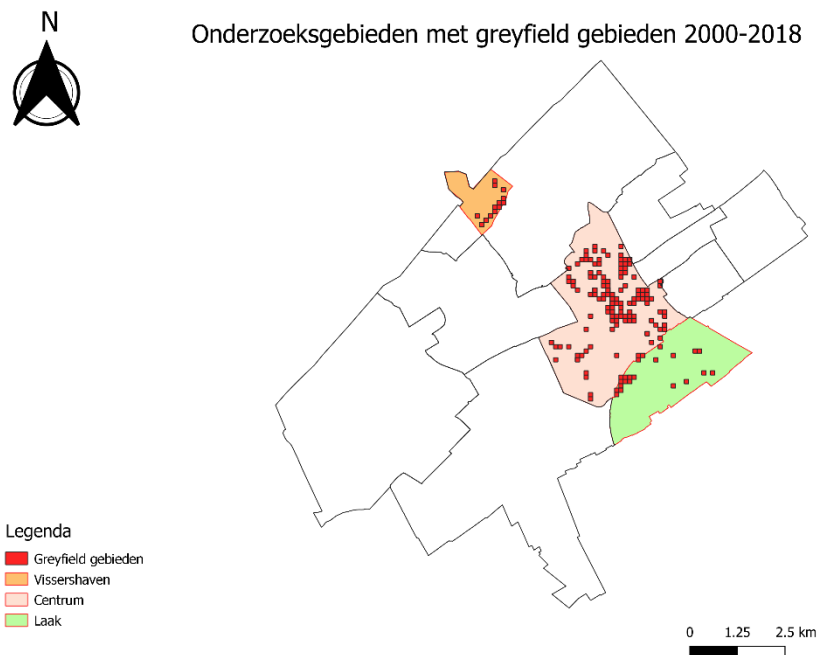 N
Onderzoeksgebieden met greyfield gebieden 2000-2018
Legenda
Greyfield gebieden
Vissershaven
Centrum
Laak
0 1.25 2.5 km